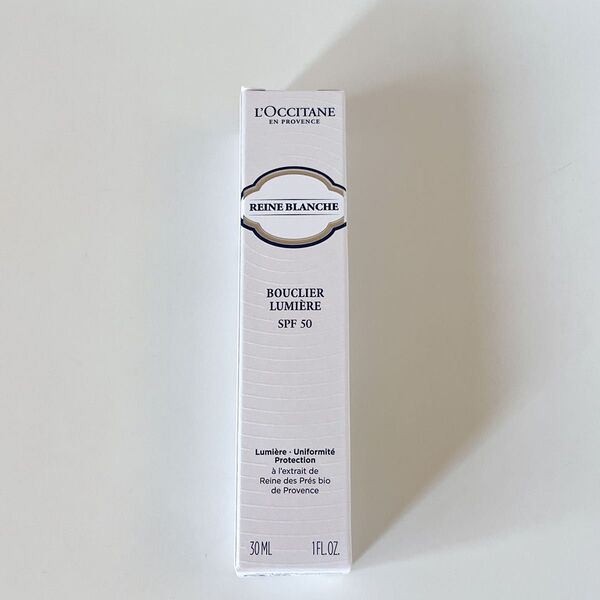 L'OCCITANE
EN PROVENCE
REINE BLANCHE
BOUCLIER
LUMIÈRE
SPF 50
Lumière · Uniformité
Protection
à l'extrait de
Reine des Prés bio
de Provence
30 ML 1 FL.OZ.